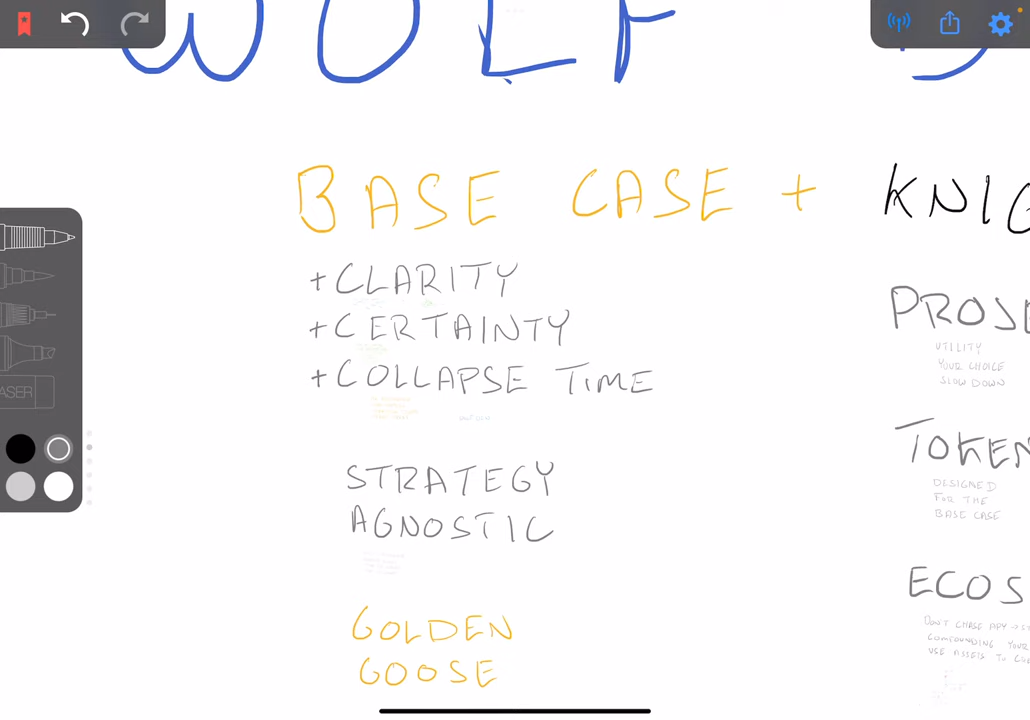 WOLF
BASE CASE +
+CLARITY
+CERTAINTY
+COLLAPSE TIME
STRATEGY
AGNOSTIC
GOLDEN
GOOSE
KNIG
PROJE
UTILITY
YOUR CHOICE
SLOW DOWN
TOKEN
DESIGNED
FOR THE
BASE CASE
ECOS
DON'T CHASE APY →
COMPOUNDING YOUR
USE ASSETS TO
ASER